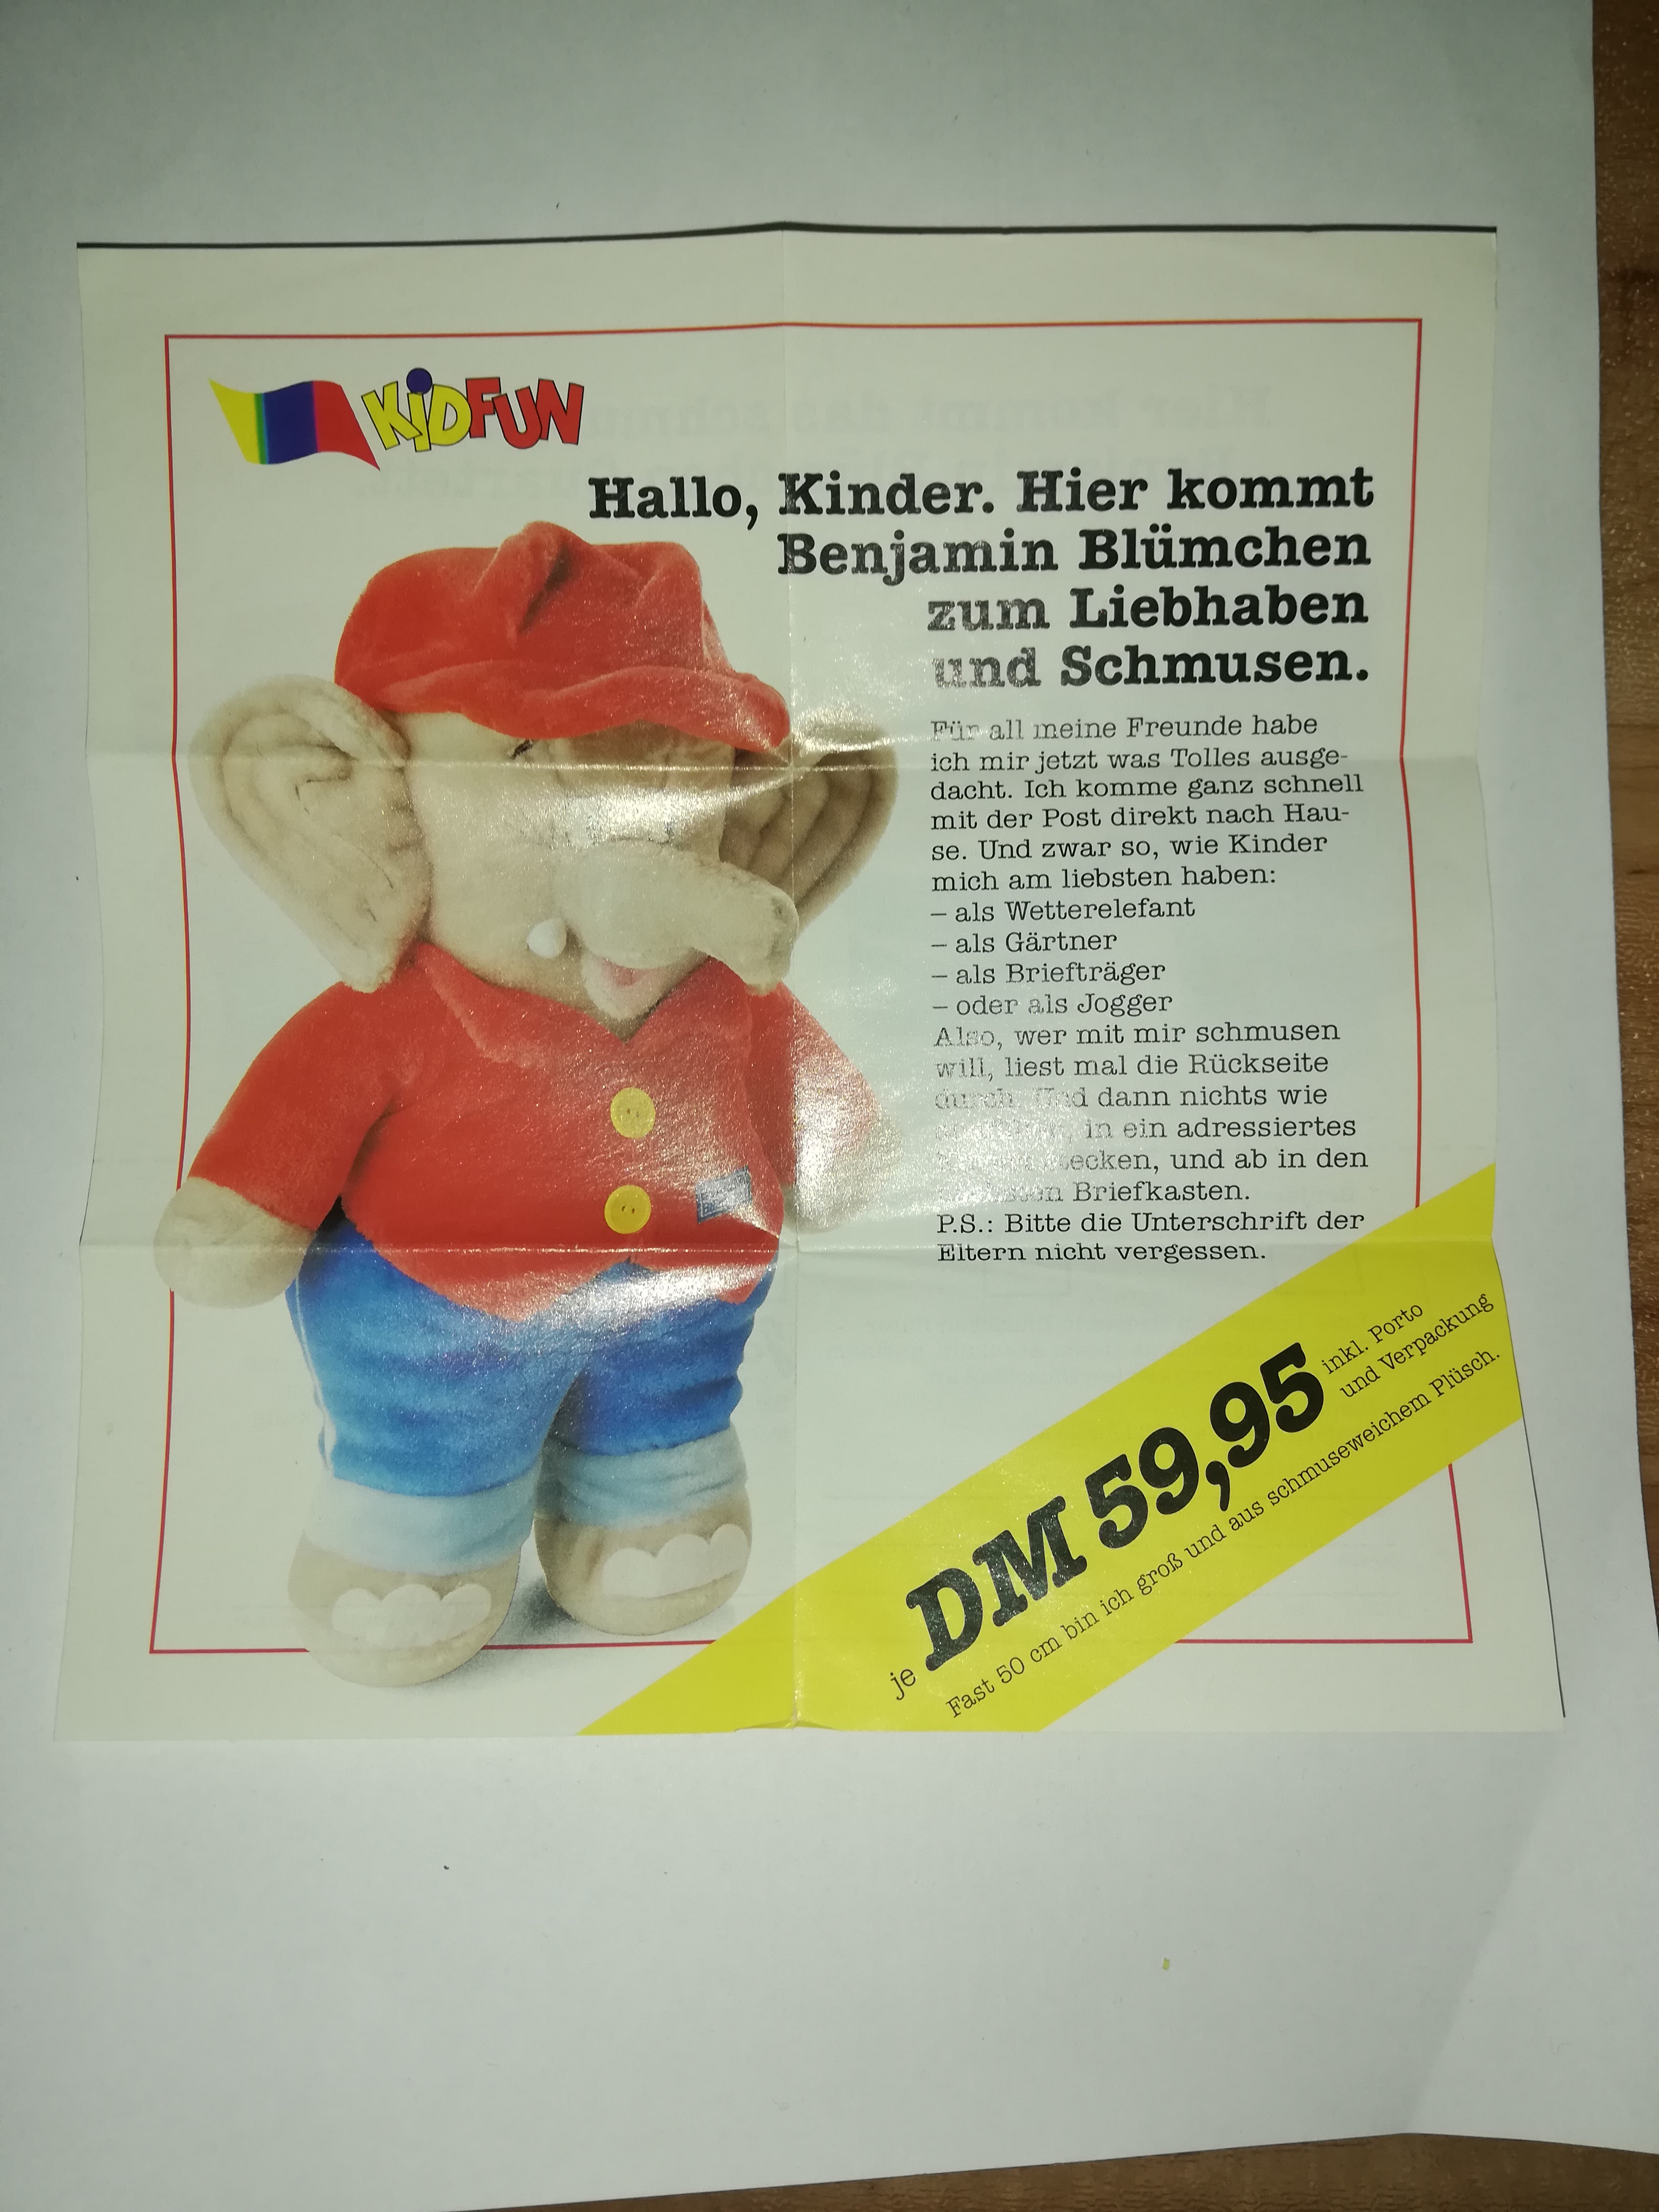 KiDFUN
Hallo, Kinder. Hier kommt
Benjamin Blümchen
zum Liebhaben
und Schmusen.
Für all meine Freunde habe
ich mir jetzt was Tolles ausge-
dacht. Ich komme ganz schnell
mit der Post direkt nach Hau-
se. Und zwar so, wie Kinder
mich am liebsten haben:
– als Wetterelefant
– als Gärtner
– als Briefträger
– oder als Jogger
Also, wer mit mir schmusen
will, liest mal die Rückseite
durch. Und dann nichts wie
in ein adressiertes
stecken, und ab in den
nächsten Briefkasten.
P.S.: Bitte die Unterschrift der
Eltern nicht vergessen.
je DM 59,95 inkl. Porto
und Verpackung
Fast 50 cm bin ich groß und aus schmuseweichem Plüsch.